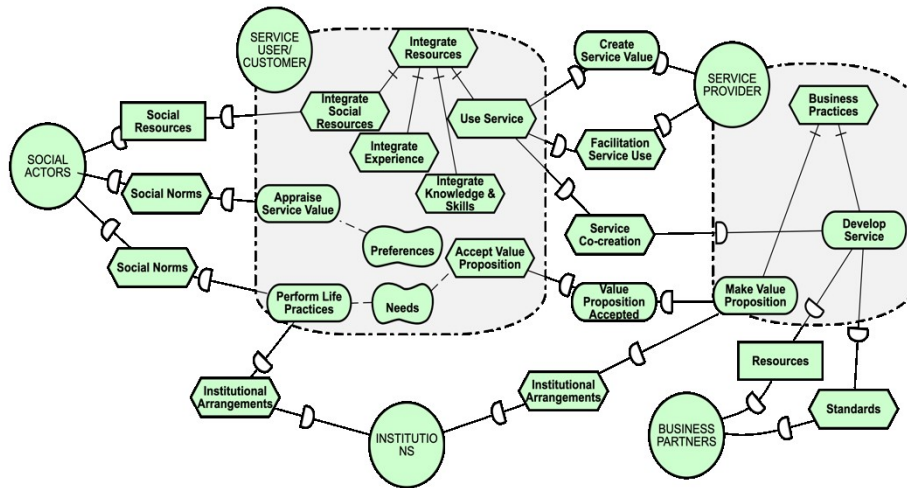 SERVICE
USER/
CUSTOMER
Integrate
Resources
Create
Service Value
SERVICE
PROVIDER
Business
Practices
Social
Resources
Integrate
Social
Resources
Use Service
Integrate
Experience
Facilitation
Service Use
SOCIAL
ACTORS
Social Norms
Appraise
Service Value
Integrate
Knowledge &
Skills
Preferences
Service
Co-creation
Develop
Service
Social Norms
Accept Value
Proposition
Perform Life
Practices
Needs
Value
Proposition
Accepted
Make Value
Proposition
Resources
Institutional
Arrangements
Institutional
Arrangements
Standards
INSTITUTIO
NS
BUSINESS
PARTNERS